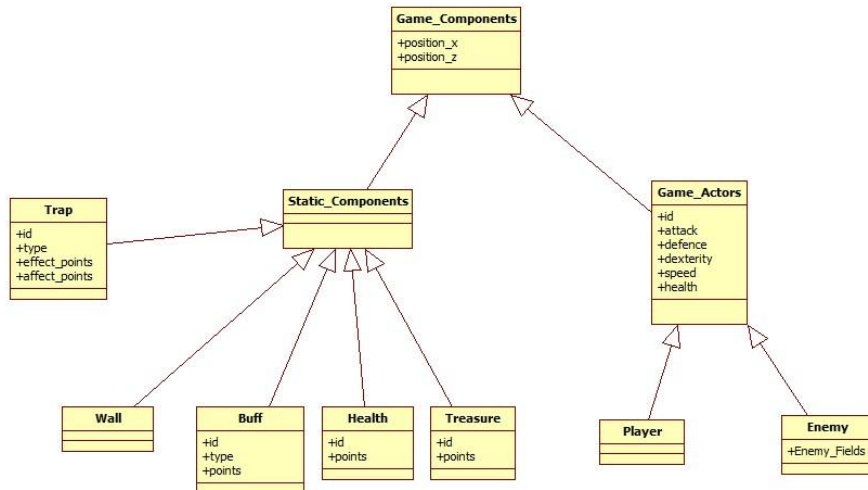 Game_Components
+position_x
+position_z
Static_Components
Game_Actors
+id
+attack
+defence
+dexterity
+speed
+health
Trap
+id
+type
+effect_points
+affect_points
Wall
Buff
+id
+type
+points
Health
+id
+points
Treasure
+id
+points
Player
Enemy
+Enemy_Fields